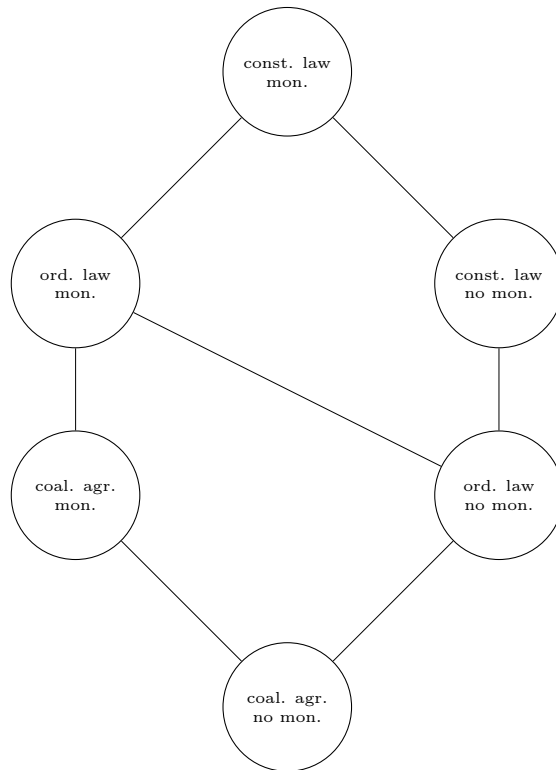 const. law
mon.
ord. law
mon.
const. law
no mon.
coal. agr.
mon.
ord. law
no mon.
coal. agr.
no mon.